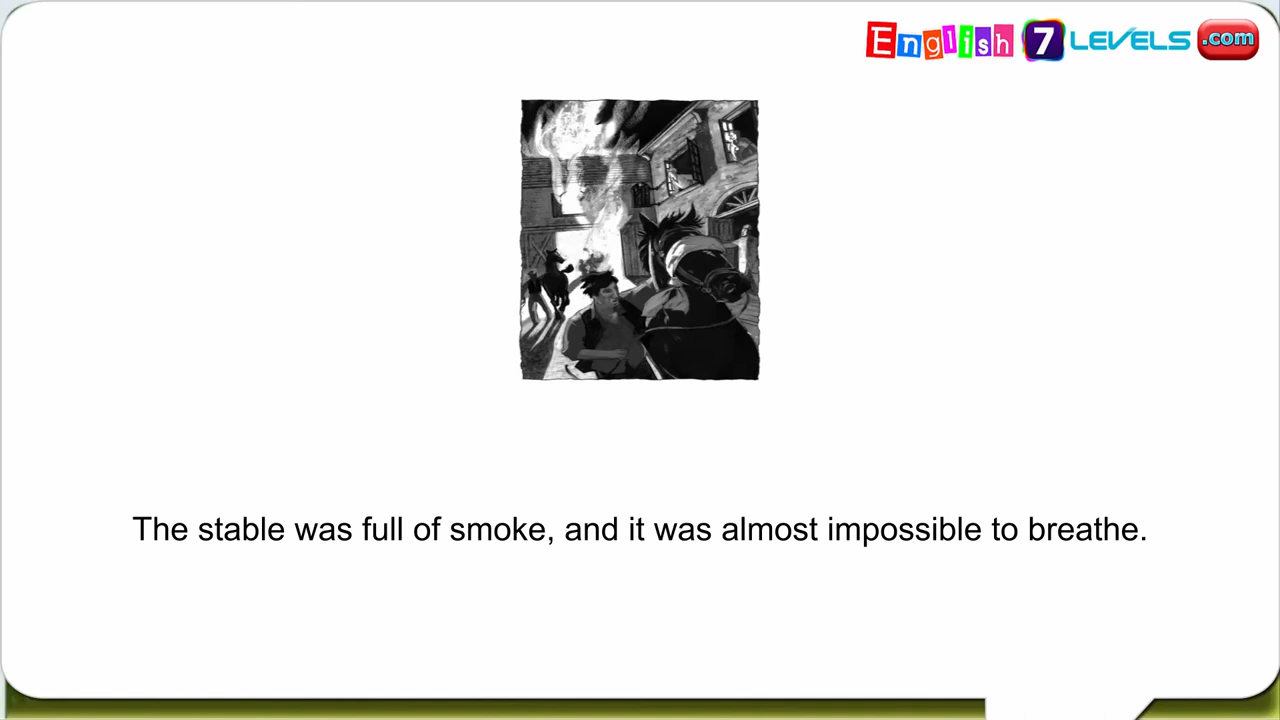 English 7 LEVELS .com
The stable was full of smoke, and it was almost impossible to breathe.